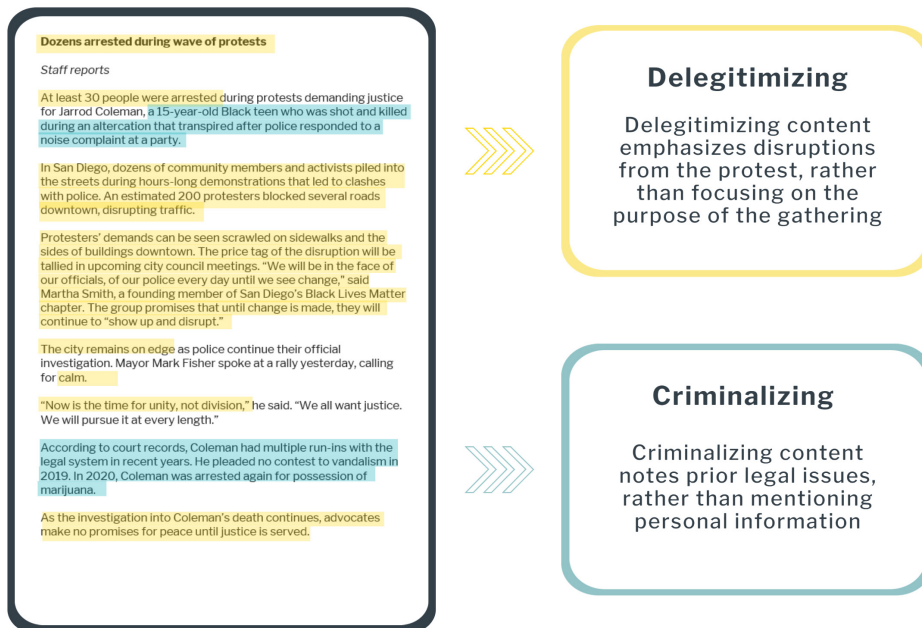 Dozens arrested during wave of protests
Staff reports
At least 30 people were arrested during protests demanding justice
for Jarrod Coleman, a 15-year-old Black teen who was shot and killed
during an altercation that transpired after police responded to a
noise complaint at a party.
In San Diego, dozens of community members and activists piled into
the streets during hours-long demonstrations that led to clashes
with police. An estimated 200 protesters blocked several roads
downtown, disrupting traffic.
Protesters’ demands can be seen scrawled on sidewalks and the
sides of buildings downtown. The price tag of the disruption will be
tallied in upcoming city council meetings. “We will be in the face of
our officials, of our police every day until we see change,” said
Martha Smith, a founding member of San Diego’s Black Lives Matter
chapter. The group promises that until change is made, they will
continue to “show up and disrupt.”
The city remains on edge as police continue their official
investigation. Mayor Mark Fisher spoke at a rally yesterday, calling
for calm.
“Now is the time for unity, not division,” he said. “We all want justice.
We will pursue it at every length.”
According to court records, Coleman had multiple run-ins with the
legal system in recent years. He pleaded no contest to vandalism in
2019. In 2020, Coleman was arrested again for possession of
marijuana.
As the investigation into Coleman’s death continues, advocates
make no promises for peace until justice is served.
Delegitimizing
Delegitimizing content
emphasizes disruptions
from the protest, rather
than focusing on the
purpose of the gathering
Criminalizing
Criminalizing content
notes prior legal issues,
rather than mentioning
personal information